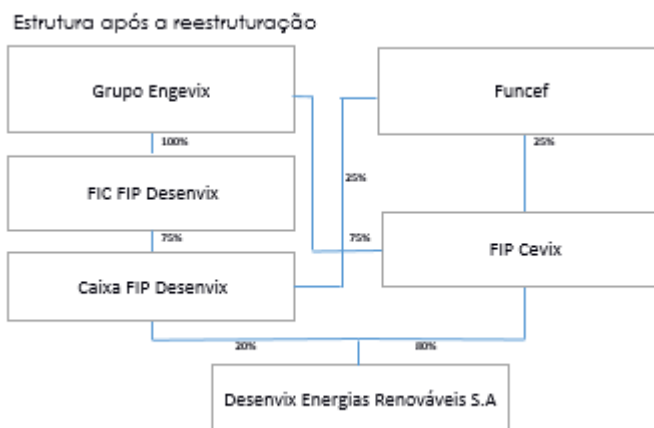 Estrutura após a reestruturação
Grupo Engevix
Funcef
100%
25%
FIC FIP Desenvix
25%
75%
75%
FIP Cevix
Caixa FIP Desenvix
20%
80%
Desenvix Energias Renováveis S.A